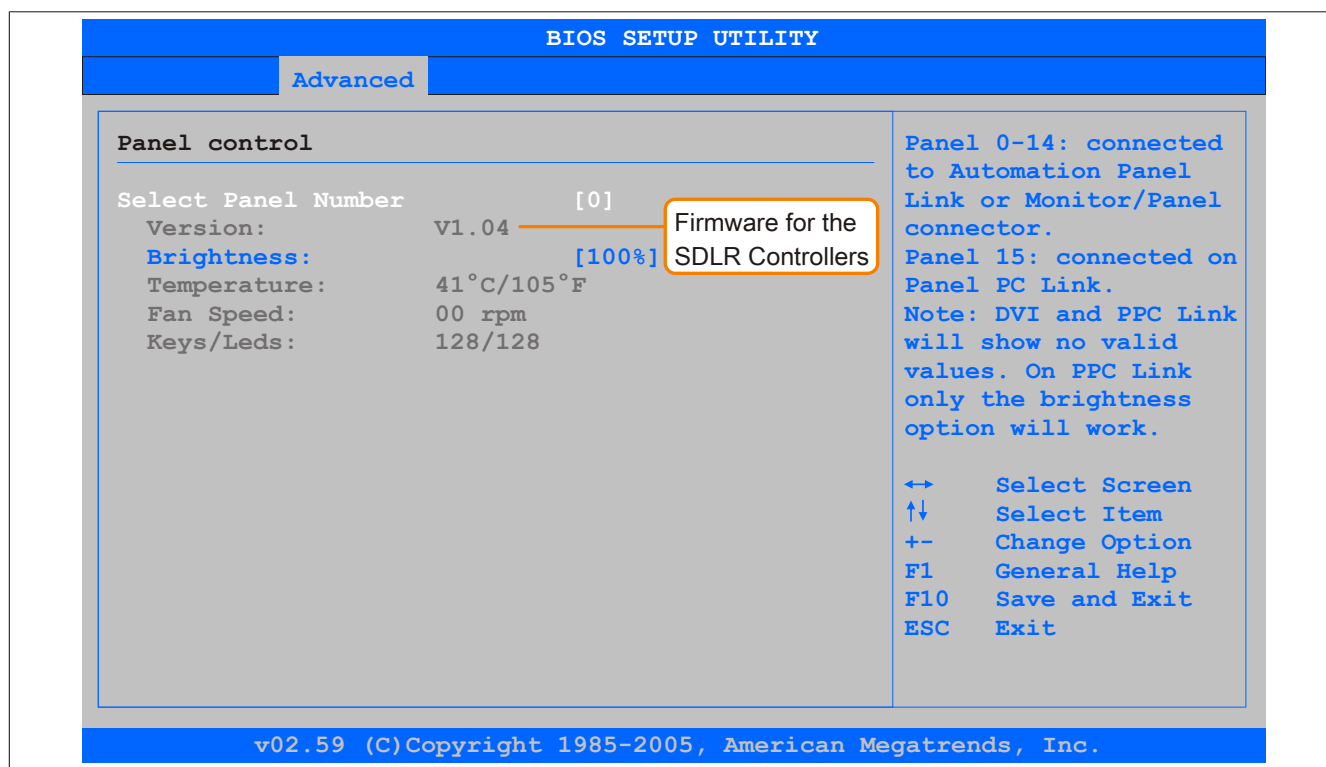 BIOS SETUP UTILITY
Advanced
Panel control
Select Panel Number [0]
Version: V1.04
Firmware for the
SDLR Controllers
Brightness: [100%]
Temperature: 41°C/105°F
Fan Speed: 00 rpm
Keys/Leds: 128/128
Panel 0-14: connected
to Automation Panel
Link or Monitor/Panel
connector.
Panel 15: connected on
Panel PC Link.
Note: DVI and PPC Link
will show no valid
values. On PPC Link
only the brightness
option will work.
↔ Select Screen
↑↓ Select Item
+- Change Option
F1 General Help
F10 Save and Exit
ESC Exit
v02.59 (C)Copyright 1985-2005, American Megatrends, Inc.